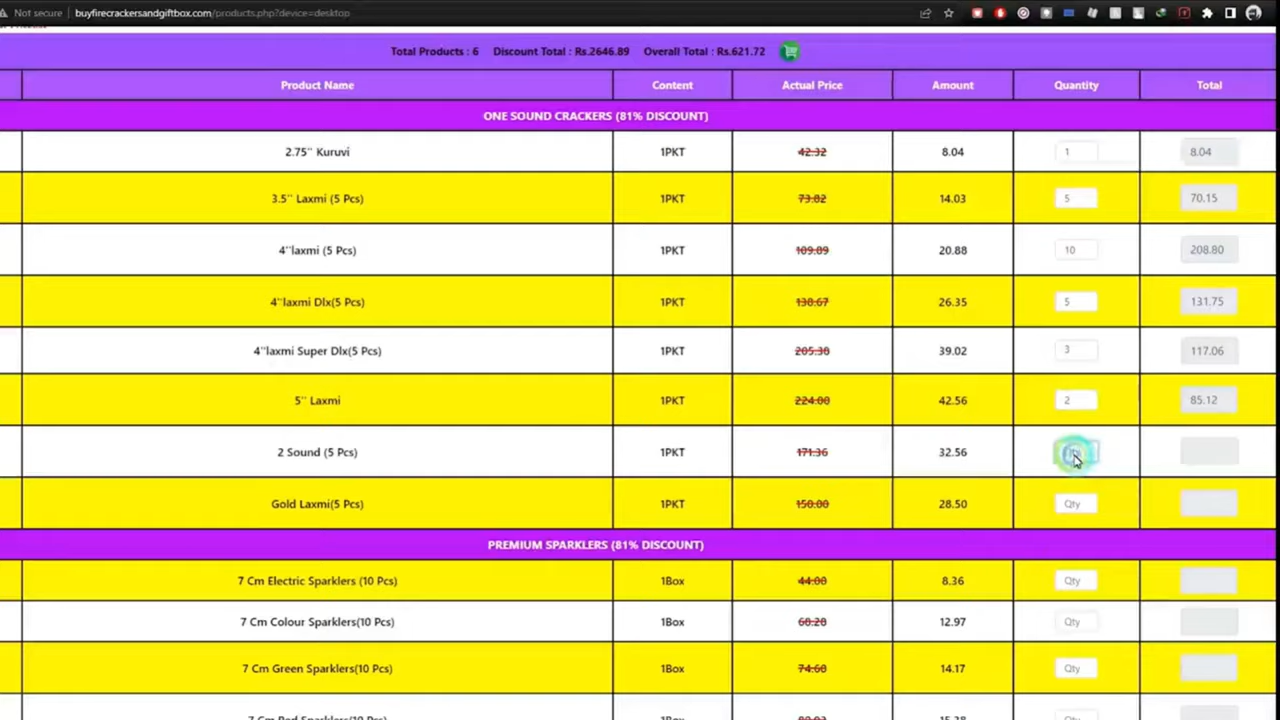 Not secure | buyfirecrackersandgiftbox.com/products.php?device=desktop
Total Products : 6 Discount Total : Rs.2646.89 Overall Total : Rs.621.72
Product Name Content Actual Price Amount Quantity Total
ONE SOUND CRACKERS (81% DISCOUNT)
2.75'' Kuruvi 1PKT 42.32 8.04 1 8.04
3.5'' Laxmi (5 Pcs) 1PKT 73.82 14.03 5 70.15
4''laxmi (5 Pcs) 1PKT 109.89 20.88 10 208.80
4''laxmi Dlx(5 Pcs) 1PKT 138.67 26.35 5 131.75
4''laxmi Super Dlx(5 Pcs) 1PKT 205.38 39.02 3 117.06
5'' Laxmi 1PKT 224.00 42.56 2 85.12
2 Sound (5 Pcs) 1PKT 171.36 32.56
Gold Laxmi(5 Pcs) 1PKT 150.00 28.50 Qty
PREMIUM SPARKLERS (81% DISCOUNT)
7 Cm Electric Sparklers (10 Pcs) 1Box 44.00 8.36 Qty
7 Cm Colour Sparklers(10 Pcs) 1Box 68.28 12.97 Qty
7 Cm Green Sparklers(10 Pcs) 1Box 74.60 14.17 Qty